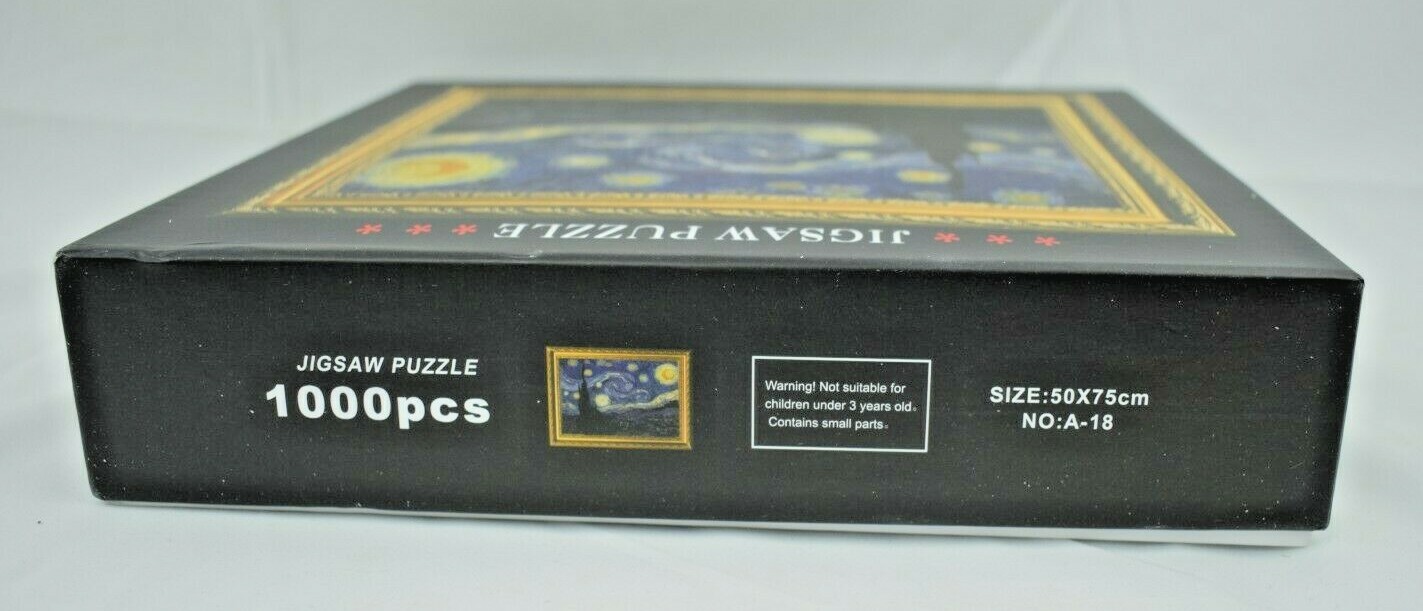 *** JIGSAW PUZZLE ***
JIGSAW PUZZLE
1000pcs
Warning! Not suitable for
children under 3 years old。
Contains small parts。
SIZE:50X75cm
NO:A-18